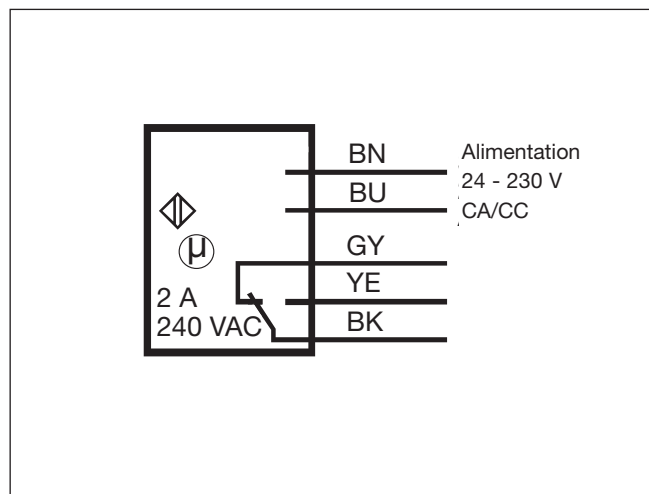 BN
BU
Alimentation
24 - 230 V
CA/CC
GY
YE
BK
µ
2 A
240 VAC